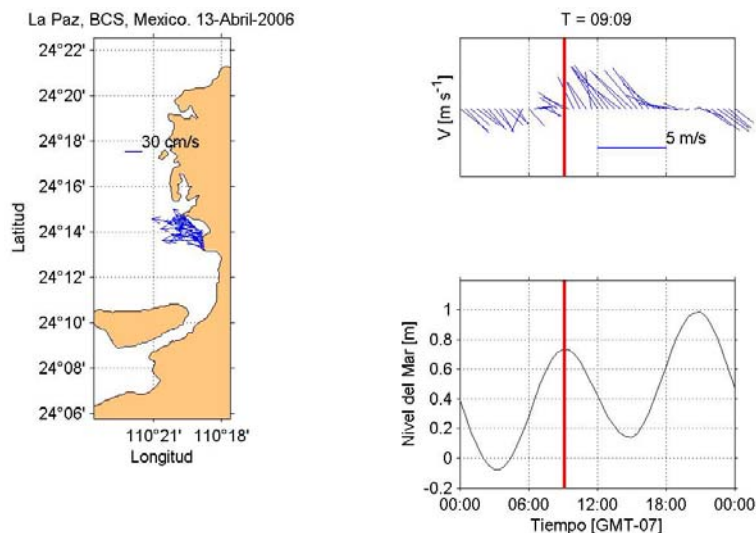 La Paz, BCS, Mexico. 13-Abril-2006
24°22'
24°20'
24°18'
24°16'
24°14'
24°12'
24°10'
24°08'
24°06'
Latitud
30 cm/s
110°21' 110°18'
Longitud
T = 09:09
V [m s-1]
5 m/s
Nivel del Mar [m]
1
0.8
0.6
0.4
0.2
0
-0.2
00:00 06:00 12:00 18:00 00:00
Tiempo [GMT-07]